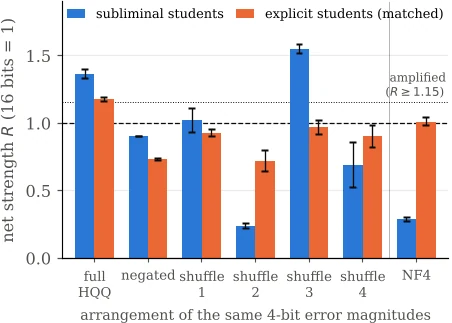 subliminal students explicit students (matched)
net strength R (16 bits = 1)
1.5
1.0
0.5
0.0
amplified
(R ≥ 1.15)
full
HQQ
negated
shuffle
1
shuffle
2
shuffle
3
shuffle
4
NF4
arrangement of the same 4-bit error magnitudes